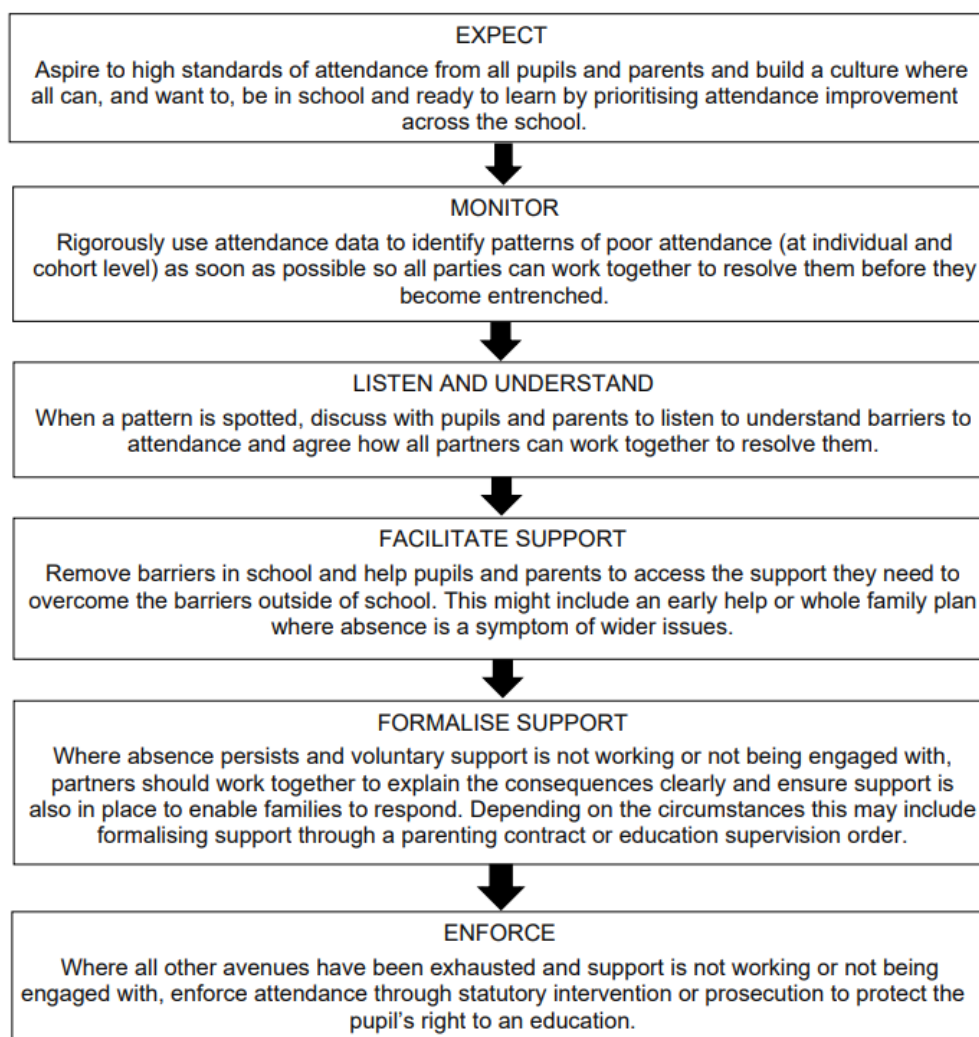 EXPECT
Aspire to high standards of attendance from all pupils and parents and build a culture where
all can, and want to, be in school and ready to learn by prioritising attendance improvement
across the school.
MONITOR
Rigorously use attendance data to identify patterns of poor attendance (at individual and
cohort level) as soon as possible so all parties can work together to resolve them before they
become entrenched.
LISTEN AND UNDERSTAND
When a pattern is spotted, discuss with pupils and parents to listen to understand barriers to
attendance and agree how all partners can work together to resolve them.
FACILITATE SUPPORT
Remove barriers in school and help pupils and parents to access the support they need to
overcome the barriers outside of school. This might include an early help or whole family plan
where absence is a symptom of wider issues.
FORMALISE SUPPORT
Where absence persists and voluntary support is not working or not being engaged with,
partners should work together to explain the consequences clearly and ensure support is
also in place to enable families to respond. Depending on the circumstances this may include
formalising support through a parenting contract or education supervision order.
ENFORCE
Where all other avenues have been exhausted and support is not working or not being
engaged with, enforce attendance through statutory intervention or prosecution to protect the
pupil's right to an education.